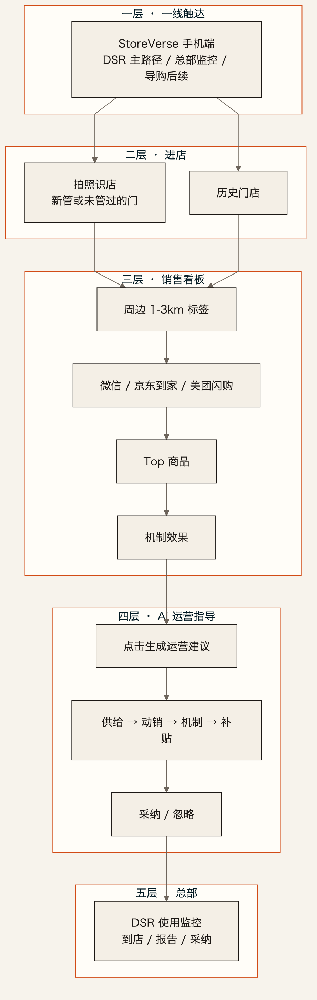 一层 · 一线触达
StoreVerse 手机端
DSR 主路径 / 总部监控 /
导购后续
二层 · 进店
拍照识店
新管或未管过的门
历史门店
三层 · 销售看板
周边 1-3km 标签
微信 / 京东到家 / 美团闪购
Top 商品
机制效果
四层 · AI 运营指导
点击生成运营建议
供给 → 动销 → 机制 → 补
贴
采纳 / 忽略
五层 · 总部
DSR 使用监控
到店 / 报告 / 采纳